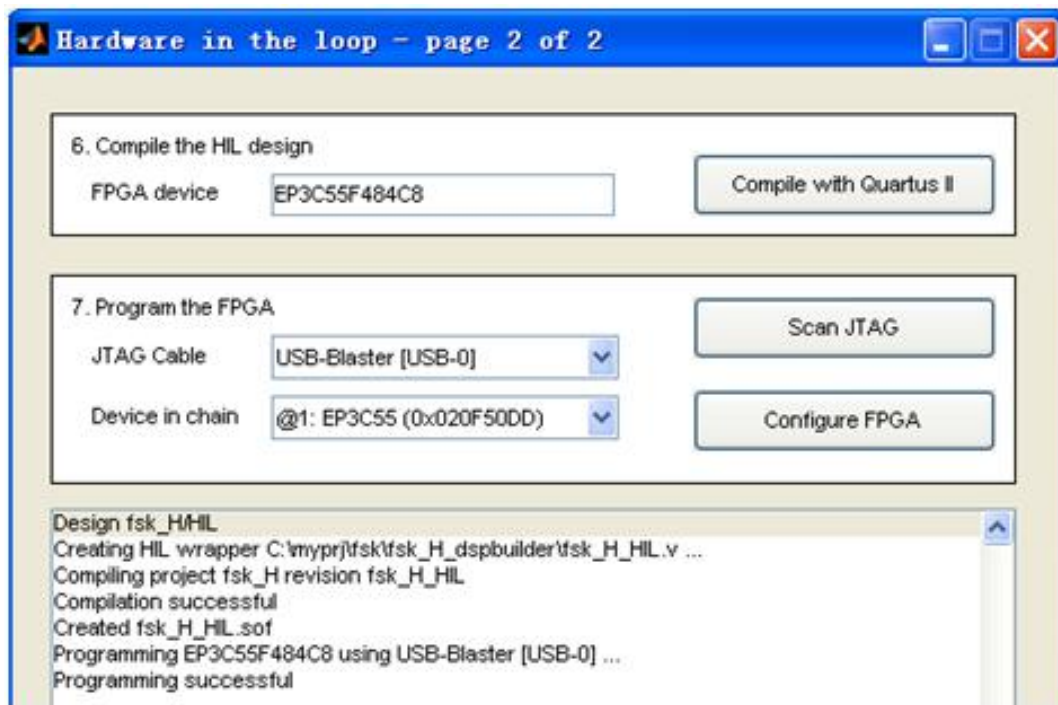 Hardware in the loop - page 2 of 2
6. Compile the HIL design
FPGA device
EP3C55F484C8
Compile with Quartus II
7. Program the FPGA
Scan JTAG
JTAG Cable
USB-Blaster [USB-0]
Device in chain
@1: EP3C55 (0x020F50DD)
Configure FPGA
Design fsk_H/HIL
Creating HIL wrapper C:\myprj\fsk\fsk_H_dspbuilder\fsk_H_HIL.v ...
Compiling project fsk_H revision fsk_H_HIL
Compilation successful
Created fsk_H_HIL.sof
Programming EP3C55F484C8 using USB-Blaster [USB-0] ...
Programming successful